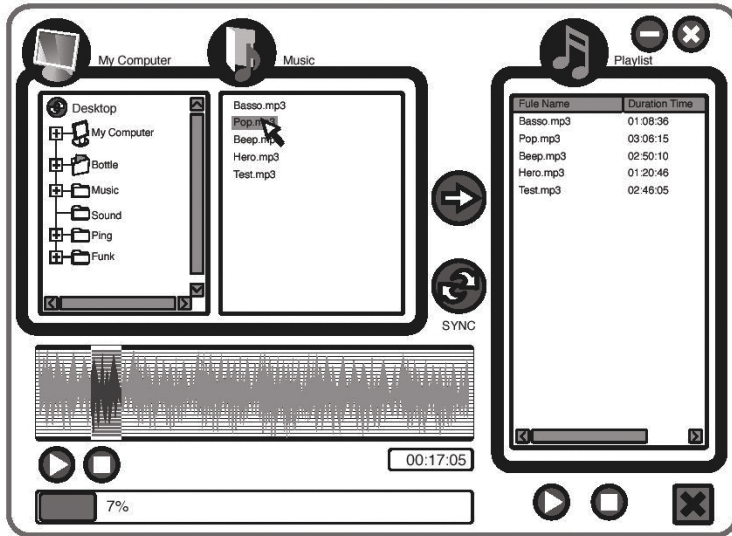 My Computer
Music
Playlist
Desktop
My Computer
Bottle
Music
Sound
Ping
Funk
Basso.mp3
Pop.mp3
Beep.mp3
Hero.mp3
Test.mp3
SYNC
Fule Name Duration Time
Basso.mp3 01:08:36
Pop.mp3 03:06:15
Beep.mp3 02:50:10
Hero.mp3 01:20:46
Test.mp3 02:46:05
00:17:05
7%